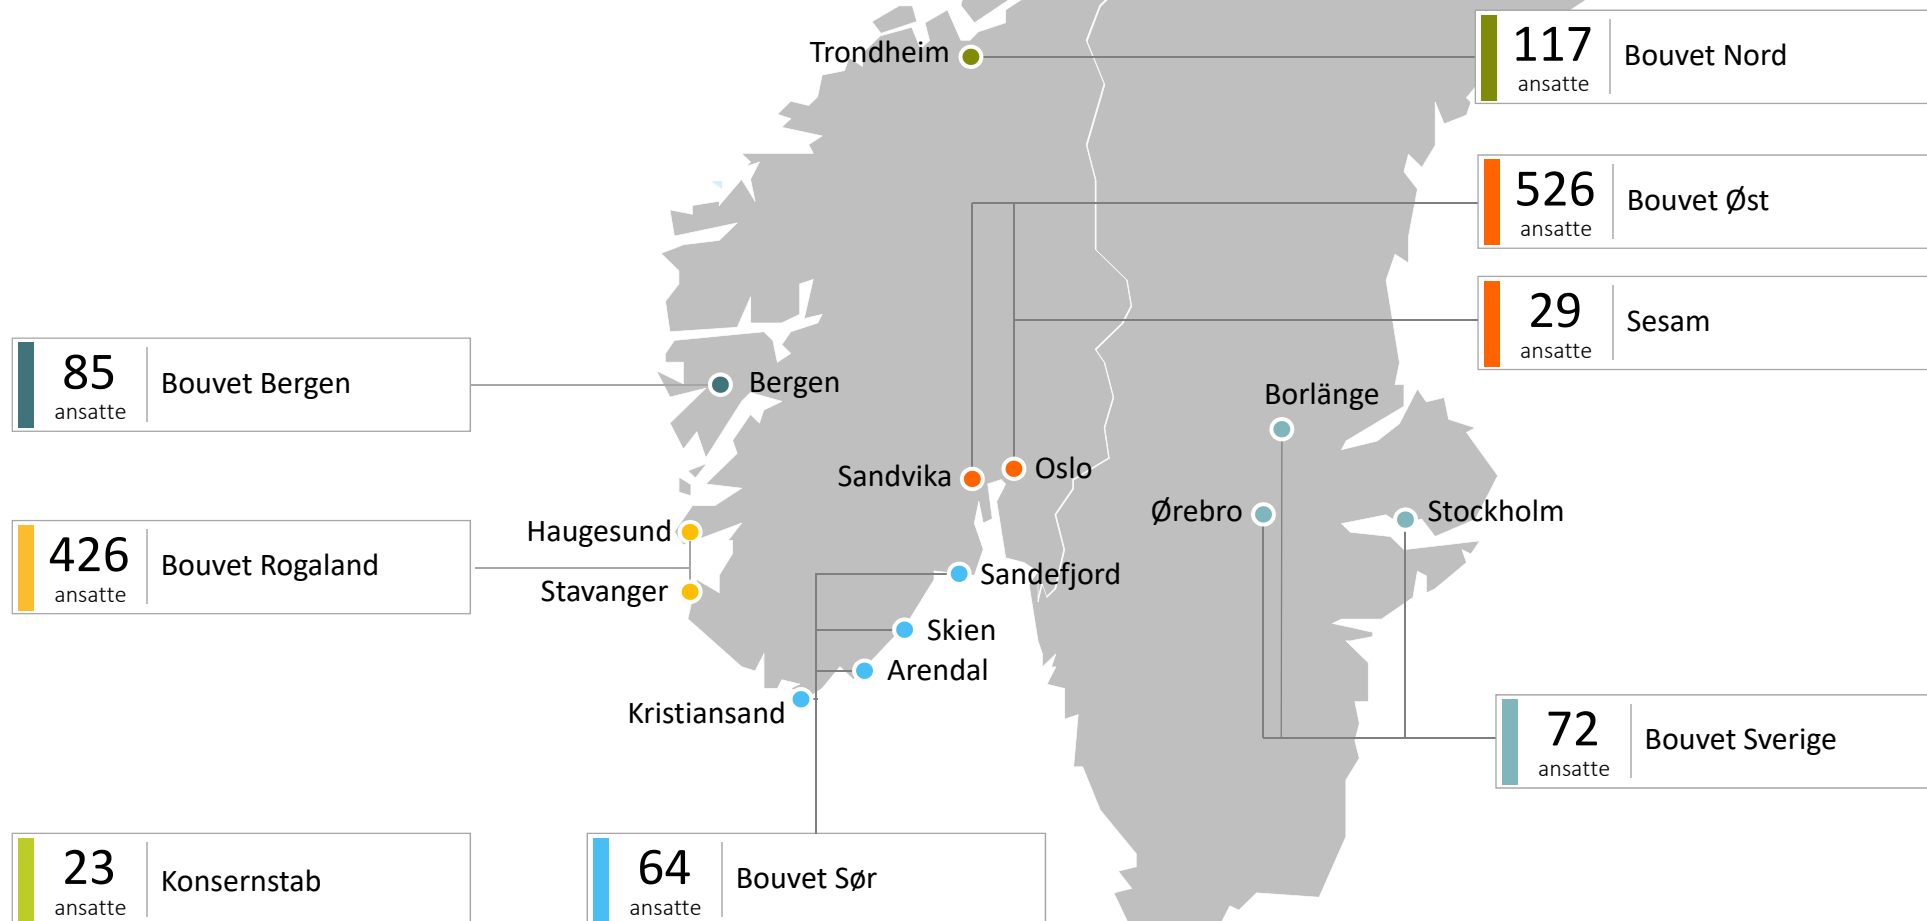 Trondheim
117
ansatte
Bouvet Nord
526
ansatte
Bouvet Øst
29
ansatte
Sesam
85
ansatte
Bouvet Bergen
Bergen
Borlänge
Sandvika
Oslo
Ørebro
Stockholm
426
ansatte
Bouvet Rogaland
Haugesund
Stavanger
Sandefjord
Skien
Arendal
Kristiansand
72
ansatte
Bouvet Sverige
23
ansatte
Konsernstab
64
ansatte
Bouvet Sør